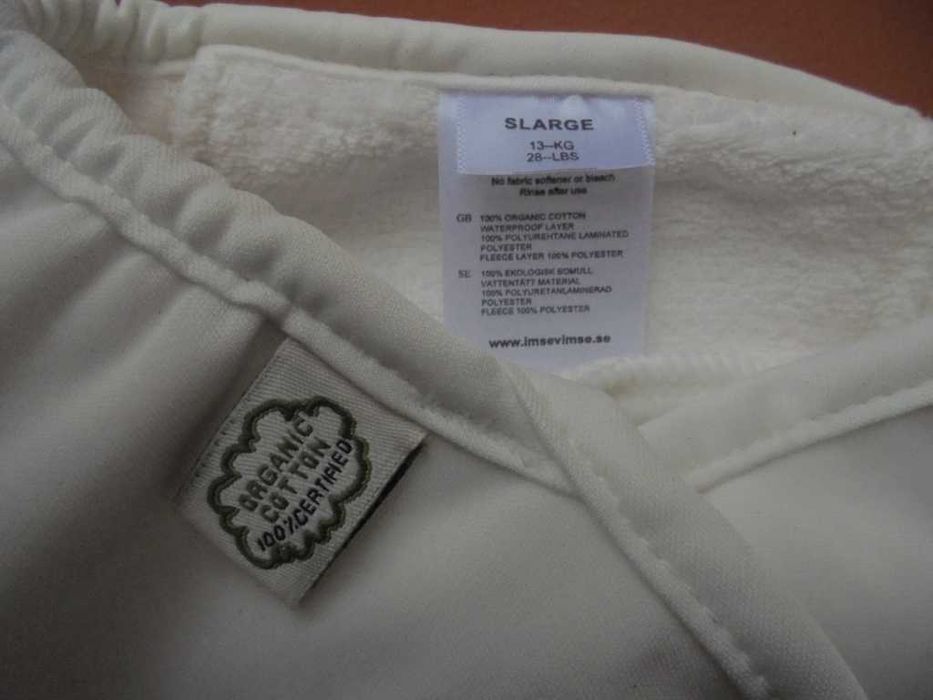 SLARGE
13--KG
28--LBS
No fabric softener or bleach
Rinse after use
GB 100% ORGANIC COTTON
WATERPROOF LAYER
100% POLYUREHTANE LAMINATED
POLYESTER
FLEECE LAYER 100% POLYESTER
SE 100% EKOLOGISK BOMULL
VATTENTÄTT MATERIAL
100% POLYURETANLAMINERAD
POLYESTER
FLEECE 100% POLYESTER
www.imsevimse.se
ORGANIC
COTTON
100%CERTIFIED